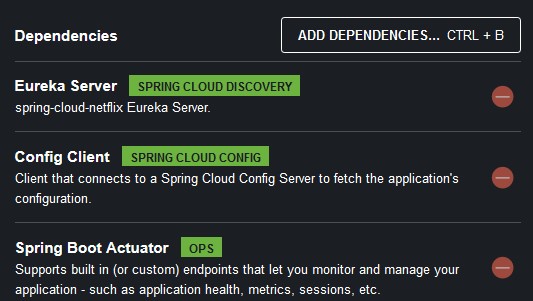 Dependencies
ADD DEPENDENCIES... CTRL + B
Eureka Server SPRING CLOUD DISCOVERY
spring-cloud-netflix Eureka Server.
Config Client SPRING CLOUD CONFIG
Client that connects to a Spring Cloud Config Server to fetch the application's
configuration.
Spring Boot Actuator OPS
Supports built in (or custom) endpoints that let you monitor and manage your
application - such as application health, metrics, sessions, etc.